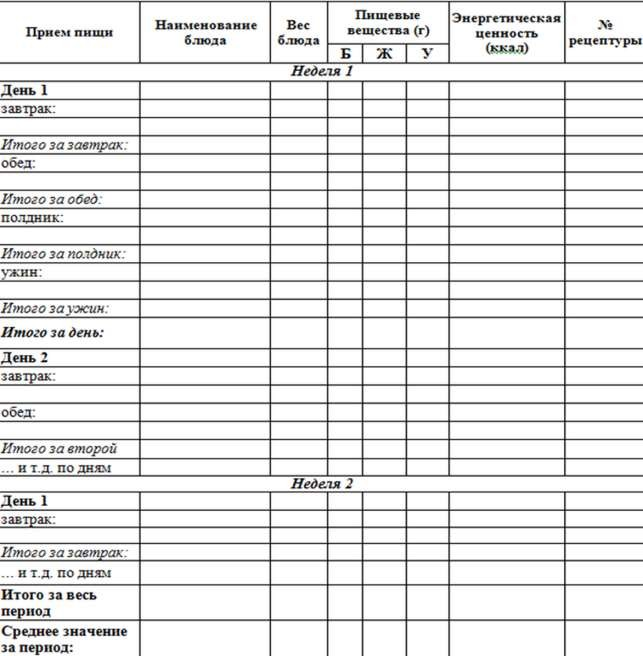 Прием пищи
Наименование
блюда
Вес
блюда
Пищевые
вещества (г)
Б Ж У
Энергетическая
ценность
(ккал)
№
рецептуры
Неделя 1
День 1
завтрак:
Итого за завтрак:
обед:
Итого за обед:
полдник:
Итого за полдник:
ужин:
Итого за ужин:
Итого за день:
День 2
завтрак:
обед:
Итого за второй
... и т.д. по дням
Неделя 2
День 1
завтрак:
Итого за завтрак:
... и т.д. по дням
Итого за весь
период
Среднее значение
за период: